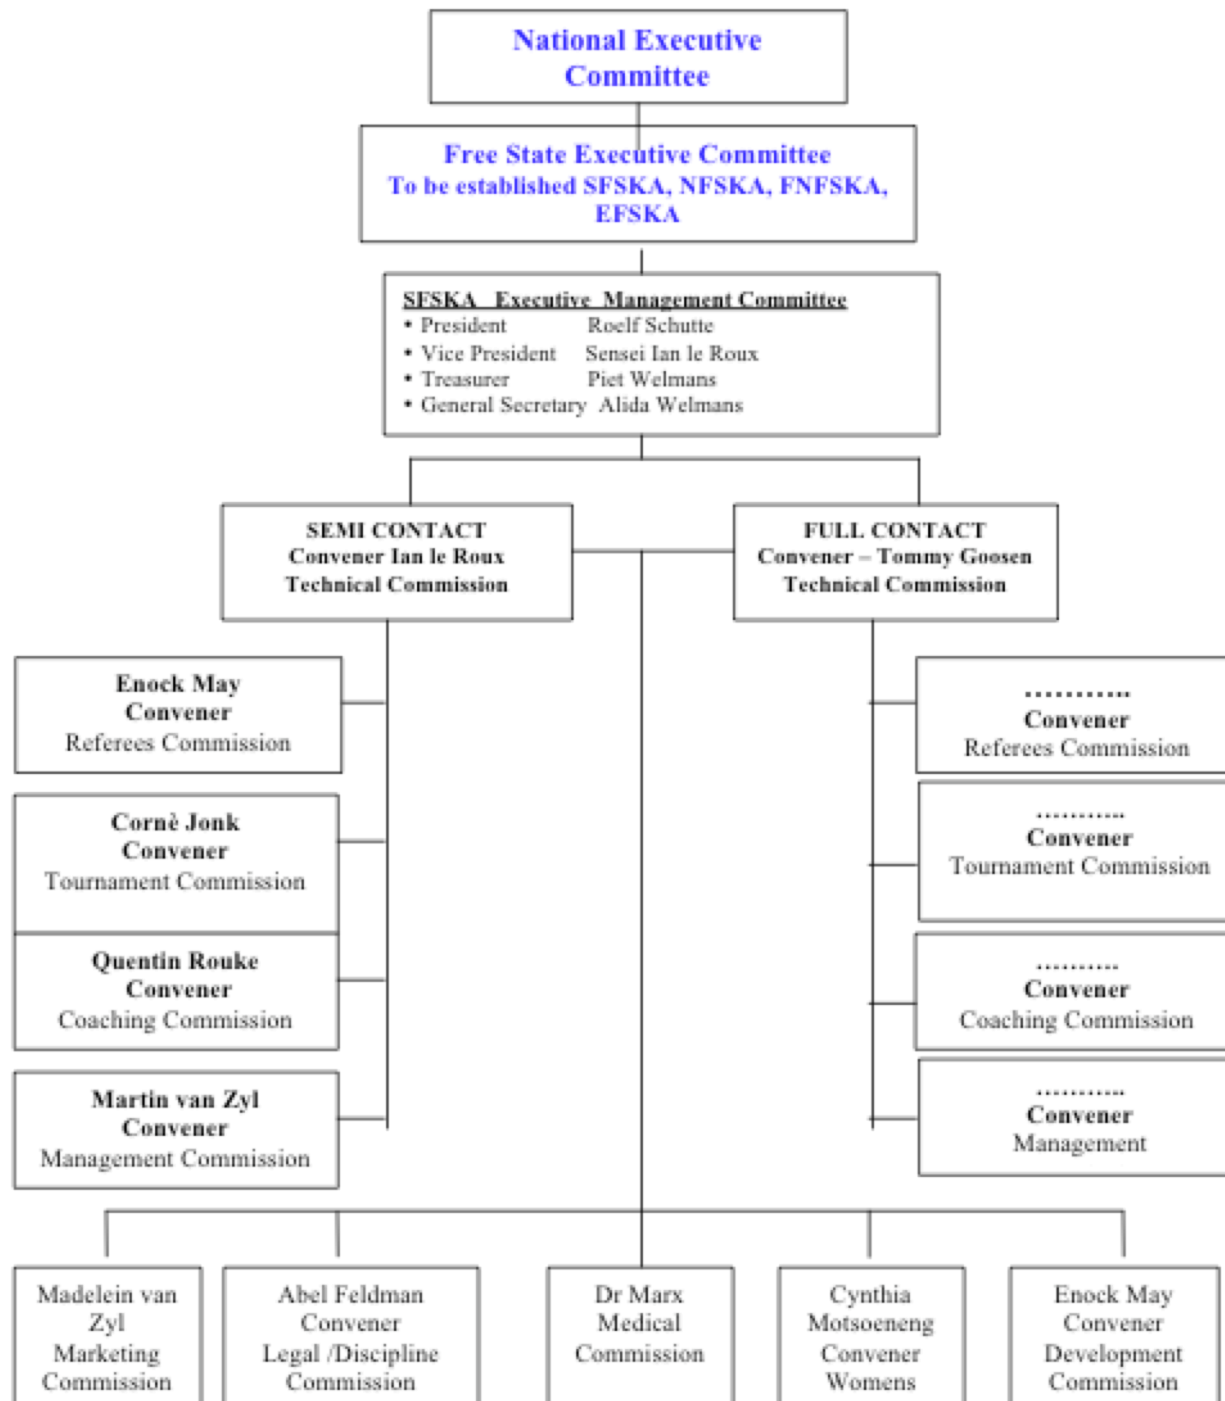 National Executive
Committee
Free State Executive Committee
To be established SFSKA, NFSKA, FNFSKA,
EFSKA
SFSKA Executive Management Committee
• President Roelf Schutte
• Vice President Sensei Ian le Roux
• Treasurer Piet Welmans
• General Secretary Alida Welmans
SEMI CONTACT
Convener Ian le Roux
Technical Commission
FULL CONTACT
Convener – Tommy Goosen
Technical Commission
Enock May
Convener
Referees Commission
Cornè Jonk
Convener
Tournament Commission
Quentin Rouke
Convener
Coaching Commission
Martin van Zyl
Convener
Management Commission
………..
Convener
Referees Commission
………..
Convener
Tournament Commission
……….
Convener
Coaching Commission
………..
Convener
Management
Madelein van
Zyl
Marketing
Commission
Abel Feldman
Convener
Legal /Discipline
Commission
Dr Marx
Medical
Commission
Cynthia
Motsoeneng
Convener
Womens
Enock May
Convener
Development
Commission